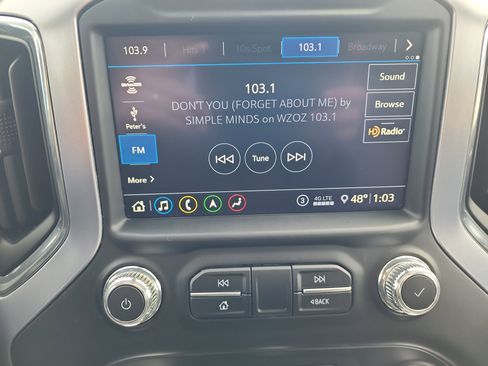 103.9 Hits 1 10s Spot 103.1 Broadway
SiriusXM
103.1
Sound
DON'T YOU (FORGET ABOUT ME) by
SIMPLE MINDS on WZOZ 103.1
Browse
Peter's
HD Radio
FM
Tune
More
3 4G LTE 48° 1:03
BACK